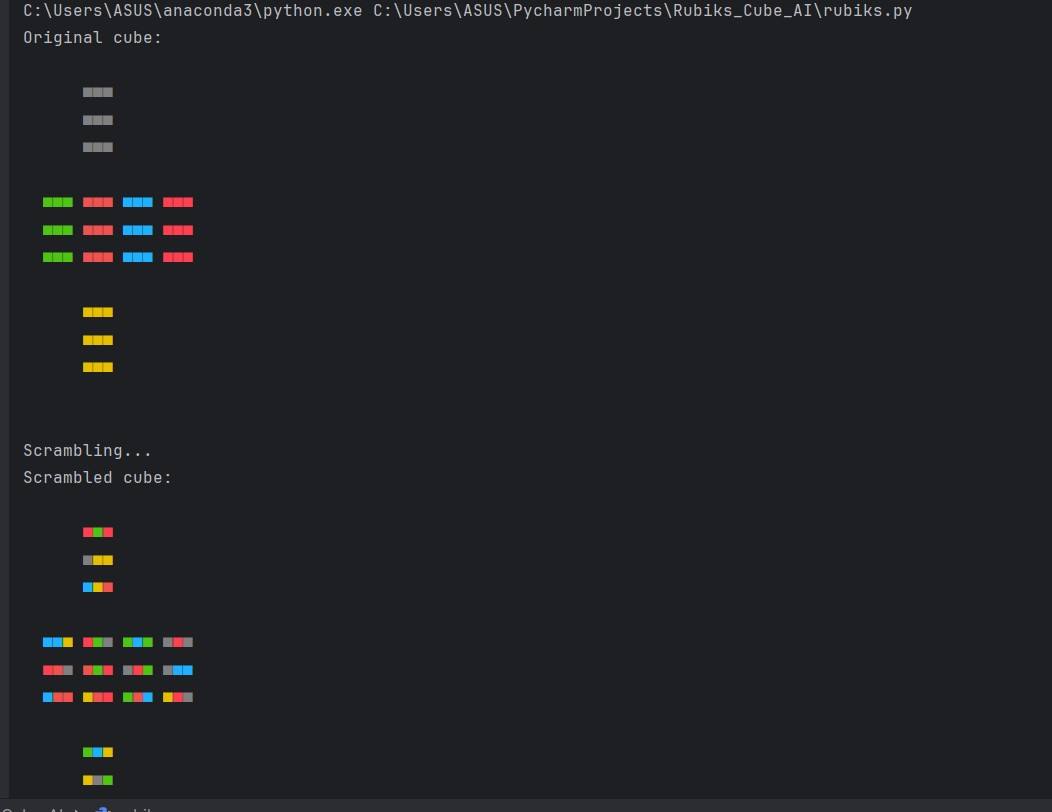 C:\Users\ASUS\anaconda3\python.exe C:\Users\ASUS\PycharmProjects\Rubiks_Cube_AI\rubiks.py
Original cube:
Scrambling...
Scrambled cube: